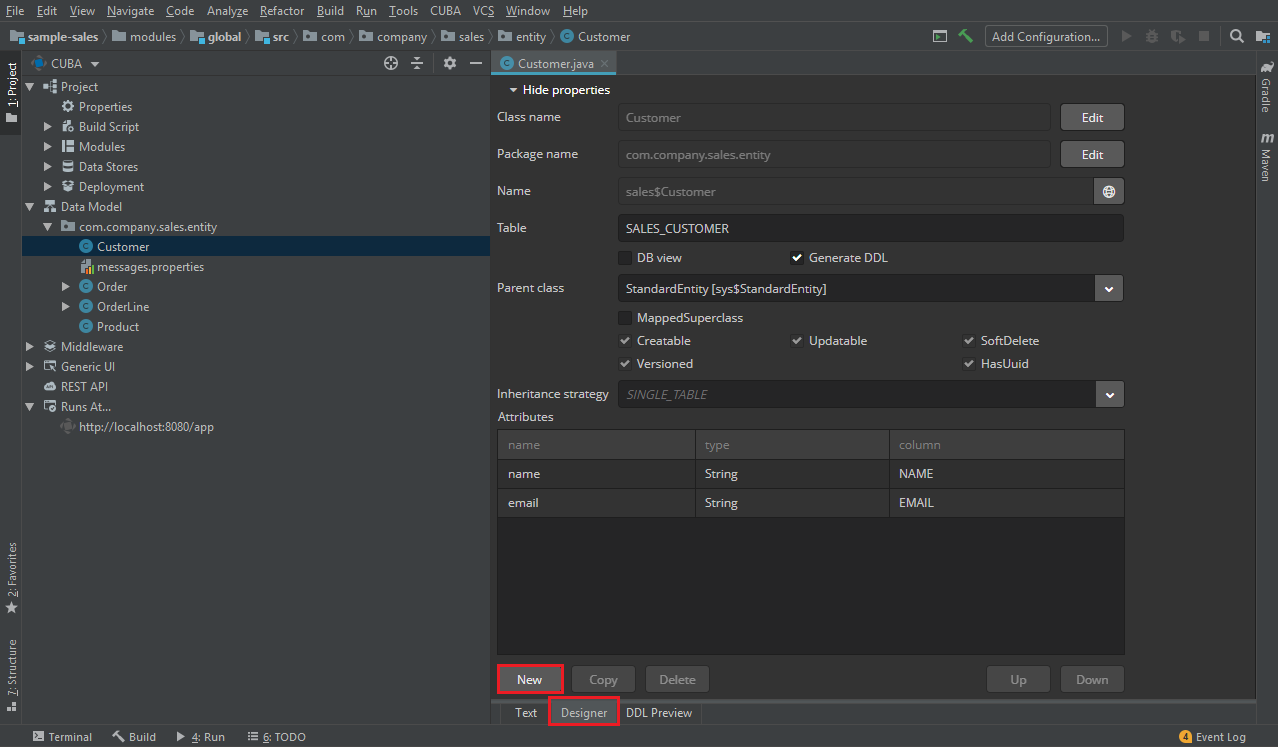 File Edit View Navigate Code Analyze Refactor Build Run Tools CUBA VCS Window Help
sample-sales modules global src com company sales entity Customer Add Configuration...
1: Project
2: Favorites
7: Structure
CUBA
Project
Properties
Build Script
Modules
Data Stores
Deployment
Data Model
com.company.sales.entity
Customer
messages.properties
Order
OrderLine
Product
Middleware
Generic UI
REST API
Runs At...
http://localhost:8080/app
Customer.java
Hide properties
Class name Customer Edit
Package name com.company.sales.entity Edit
Name sales$Customer
Table SALES_CUSTOMER
DB view Generate DDL
Parent class StandardEntity [sys$StandardEntity]
MappedSuperclass
Creatable Updatable SoftDelete
Versioned HasUuid
Inheritance strategy SINGLE_TABLE
Attributes
name type column
name String NAME
email String EMAIL
New Copy Delete Up Down
Text Designer DDL Preview
Gradle
m Maven
Terminal Build 4: Run 6: TODO 4 Event Log